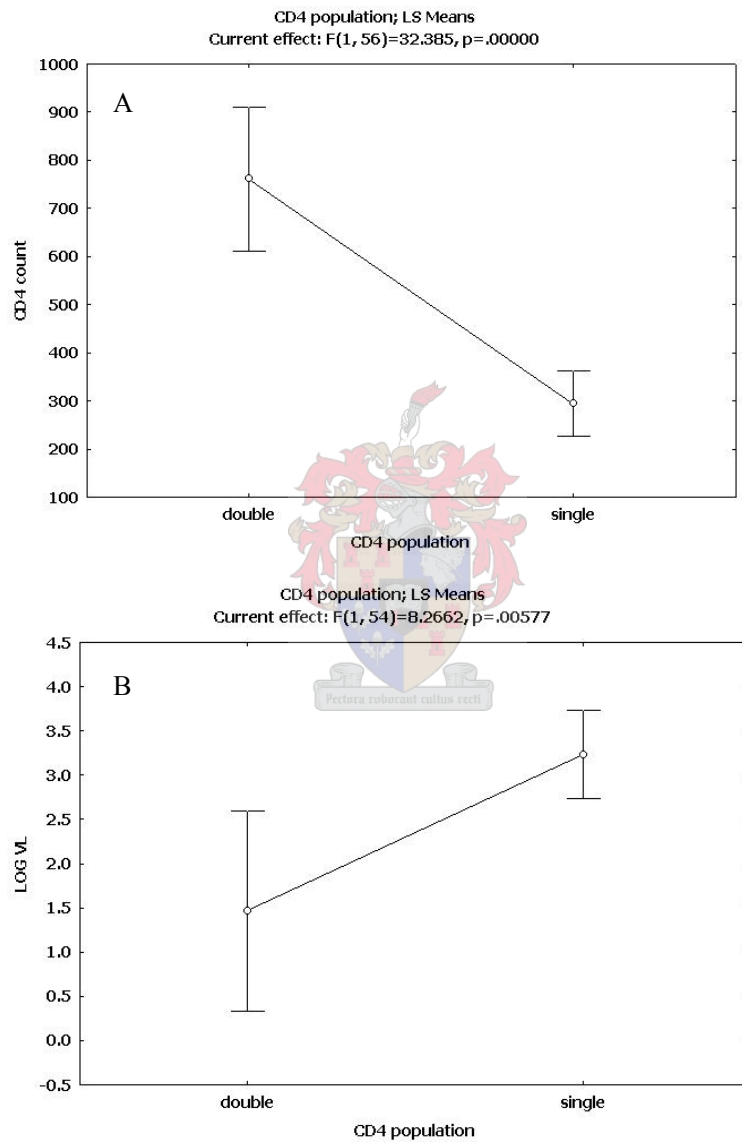 CD4 population; LS Means
Current effect: F(1, 56)=32.385, p=.00000
A
1000
900
800
700
600
500
400
300
200
100
CD4 count
double
single
CD4 population
CD4 population; LS Means
Current effect: F(1, 54)=8.2662, p=.00577
B
4.5
4.0
3.5
3.0
2.5
2.0
1.5
1.0
0.5
0.0
-0.5
LOG VL
Pectora roborant cultus recti
double
single
CD4 population